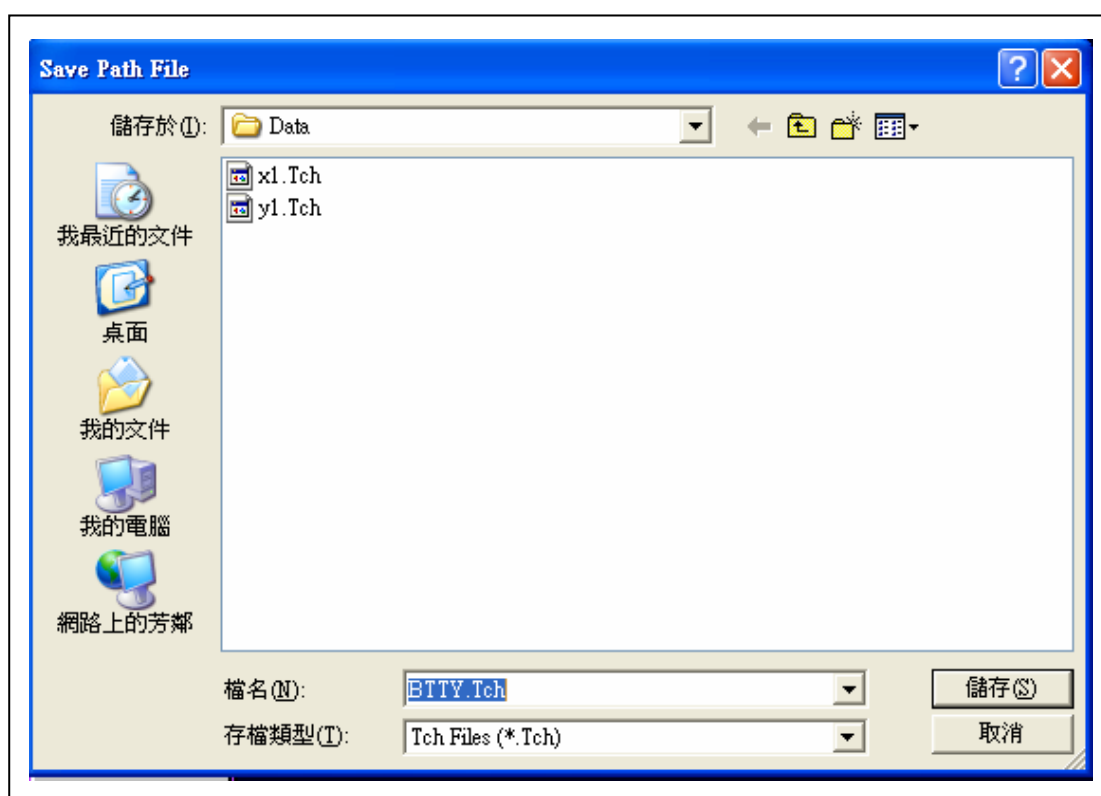 Save Path File
儲存於(I): Data
x1.Tch
y1.Tch
我最近的文件
桌面
我的文件
我的電腦
網路上的芳鄰
檔名(N): BTTY.Tch 儲存(S)
存檔類型(T): Tch Files (*.Tch) 取消